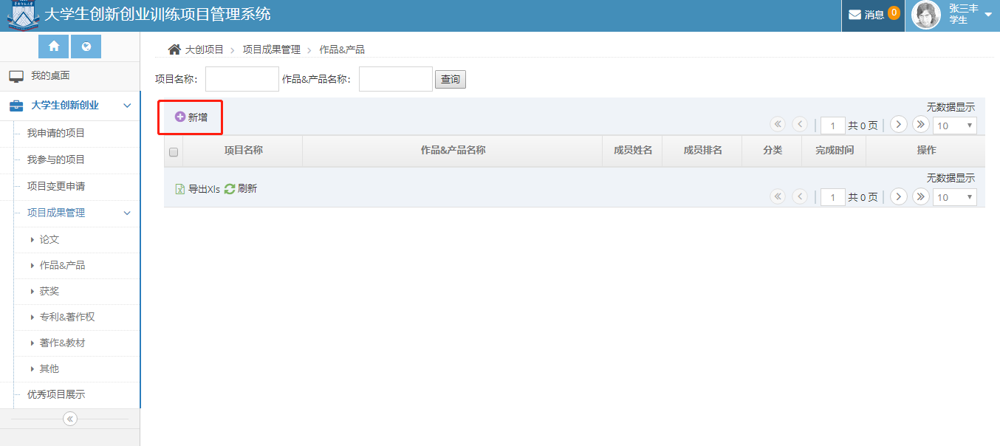 大学生创新创业训练项目管理系统
消息 0
张三丰
学生
大创项目 项目成果管理 作品&产品
我的桌面
大学生创新创业
我申请的项目
我参与的项目
项目变更申请
项目成果管理
论文
作品&产品
获奖
专利&著作权
著作&教材
其他
优秀项目展示
项目名称: 作品&产品名称: 查询
新增
无数据显示
1 共 0 页 10
项目名称 作品&产品名称 成员姓名 成员排名 分类 完成时间 操作
导出Xls 刷新
无数据显示
1 共 0 页 10